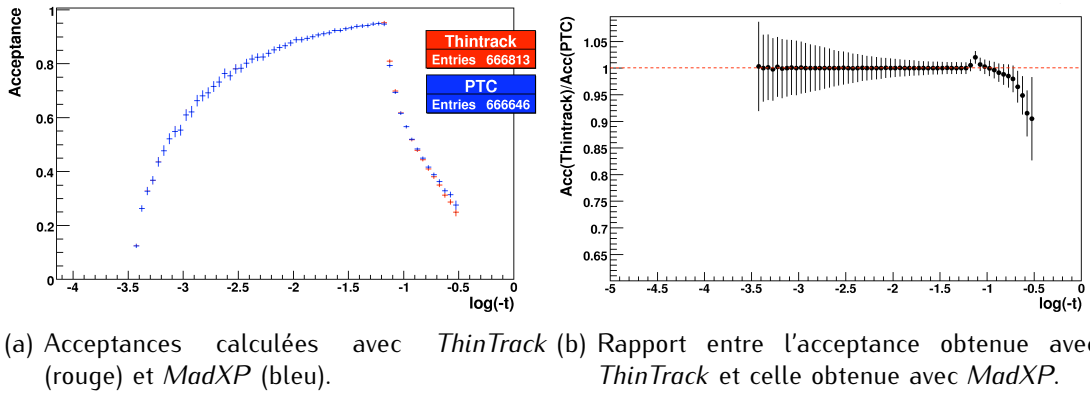 Acceptance
1
0.8
0.6
0.4
0.2
0
-4 -3.5 -3 -2.5 -2 -1.5 -1 -0.5 0
log(-t)
Thintrack
Entries 666813
PTC
Entries 666646
Acc(Thintrack)/Acc(PTC)
1.05
1
0.95
0.9
0.85
0.8
0.75
0.7
0.65
-5 -4.5 -4 -3.5 -3 -2.5 -2 -1.5 -1 -0.5 0
log(-t)
(a) Acceptances calculées avec ThinTrack
(rouge) et MadXP (bleu).
(b) Rapport entre l'acceptance obtenue avec
ThinTrack et celle obtenue avec MadXP.